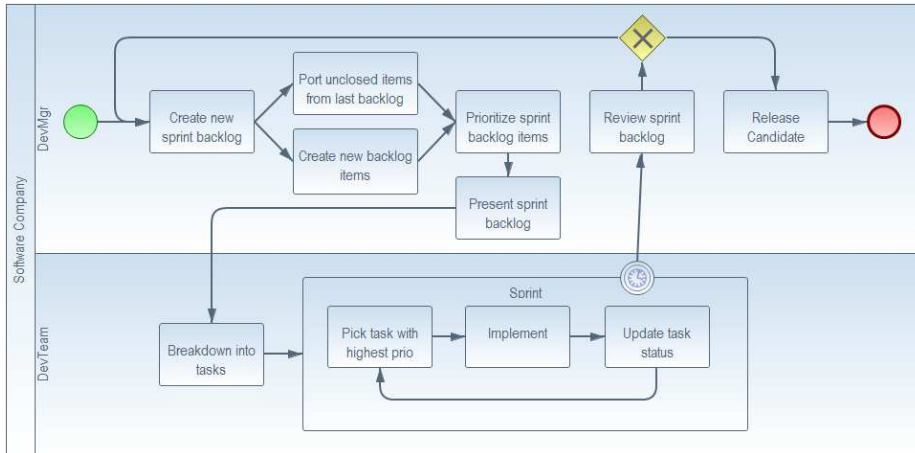 Software Company
DevMgr
Create new
sprint backlog
Port unclosed items
from last backlog
Create new backlog
items
Prioritize sprint
backlog items
Present sprint
backlog
Review sprint
backlog
Release
Candidate
DevTeam
Breakdown into
tasks
Sprint
Pick task with
highest prio
Implement
Update task
status